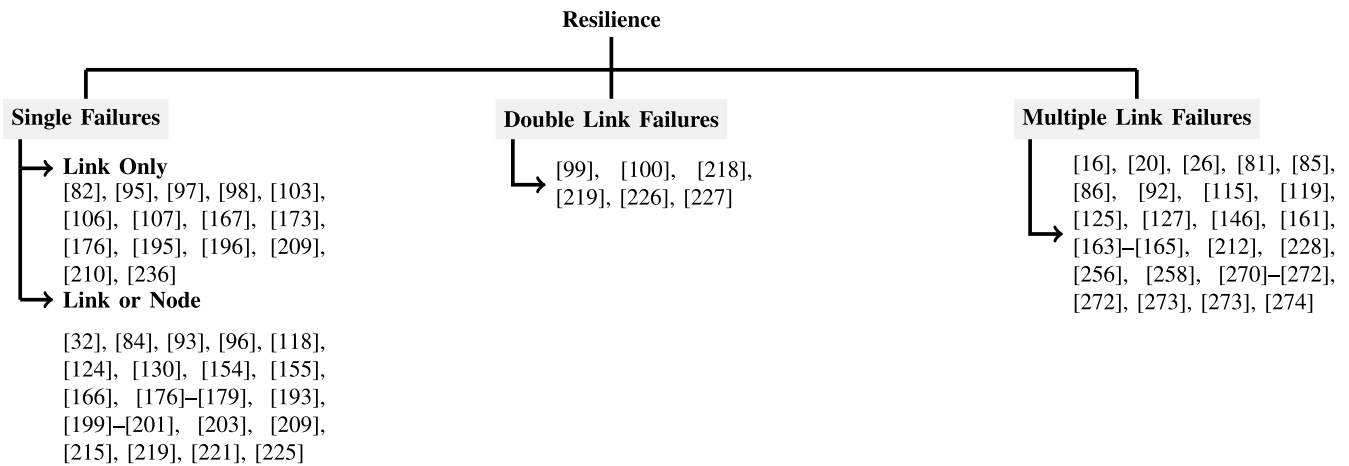 Resilience
Single Failures
Link Only
[82], [95], [97], [98], [103],
[106], [107], [167], [173],
[176], [195], [196], [209],
[210], [236]
Link or Node
[32], [84], [93], [96], [118],
[124], [130], [154], [155],
[166], [176]–[179], [193],
[199]–[201], [203], [209],
[215], [219], [221], [225]
Double Link Failures
[99], [100], [218],
[219], [226], [227]
Multiple Link Failures
[16], [20], [26], [81], [85],
[86], [92], [115], [119],
[125], [127], [146], [161],
[163]–[165], [212], [228],
[256], [258], [270]–[272],
[272], [273], [273], [274]